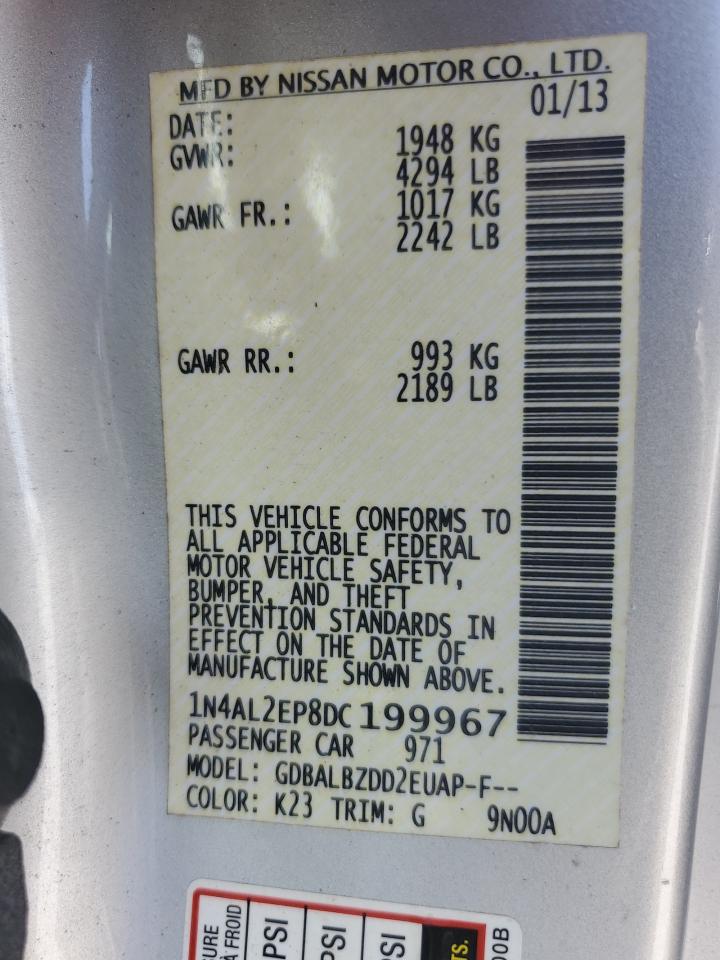 MFD BY NISSAN MOTOR CO., LTD.
DATE: 01/13
GVWR: 1948 KG
4294 LB
GAWR FR.: 1017 KG
2242 LB
GAWR RR.: 993 KG
2189 LB
THIS VEHICLE CONFORMS TO
ALL APPLICABLE FEDERAL
MOTOR VEHICLE SAFETY,
BUMPER, AND THEFT
PREVENTION STANDARDS IN
EFFECT ON THE DATE OF
MANUFACTURE SHOWN ABOVE.
1N4AL2EP8DC199967
PASSENGER CAR 971
MODEL: GDBALBZDD2EUAP-F--
COLOR: K23 TRIM: G 9N00A
À FROID
PSI
PSI
PSI